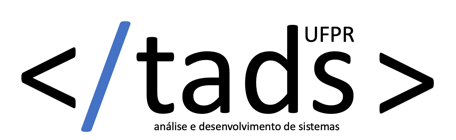 UFPR
</tads>
análise e desenvolvimento de sistemas